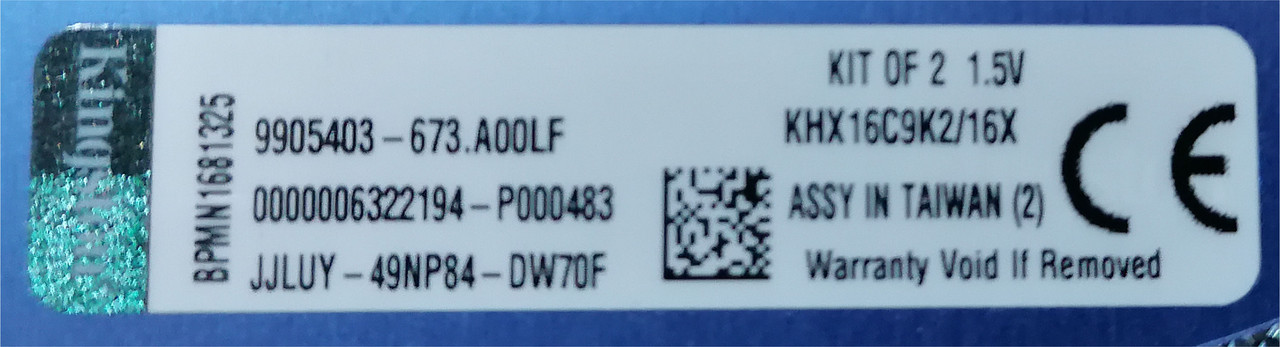 Kingston
BPMN1681325
9905403-673.A00LF
0000006322194-P000483
JJLUY-49NP84-DW70F
KIT OF 2 1.5V
KHX16C9K2/16X
ASSY IN TAIWAN (2)
Warranty Void If Removed
CE